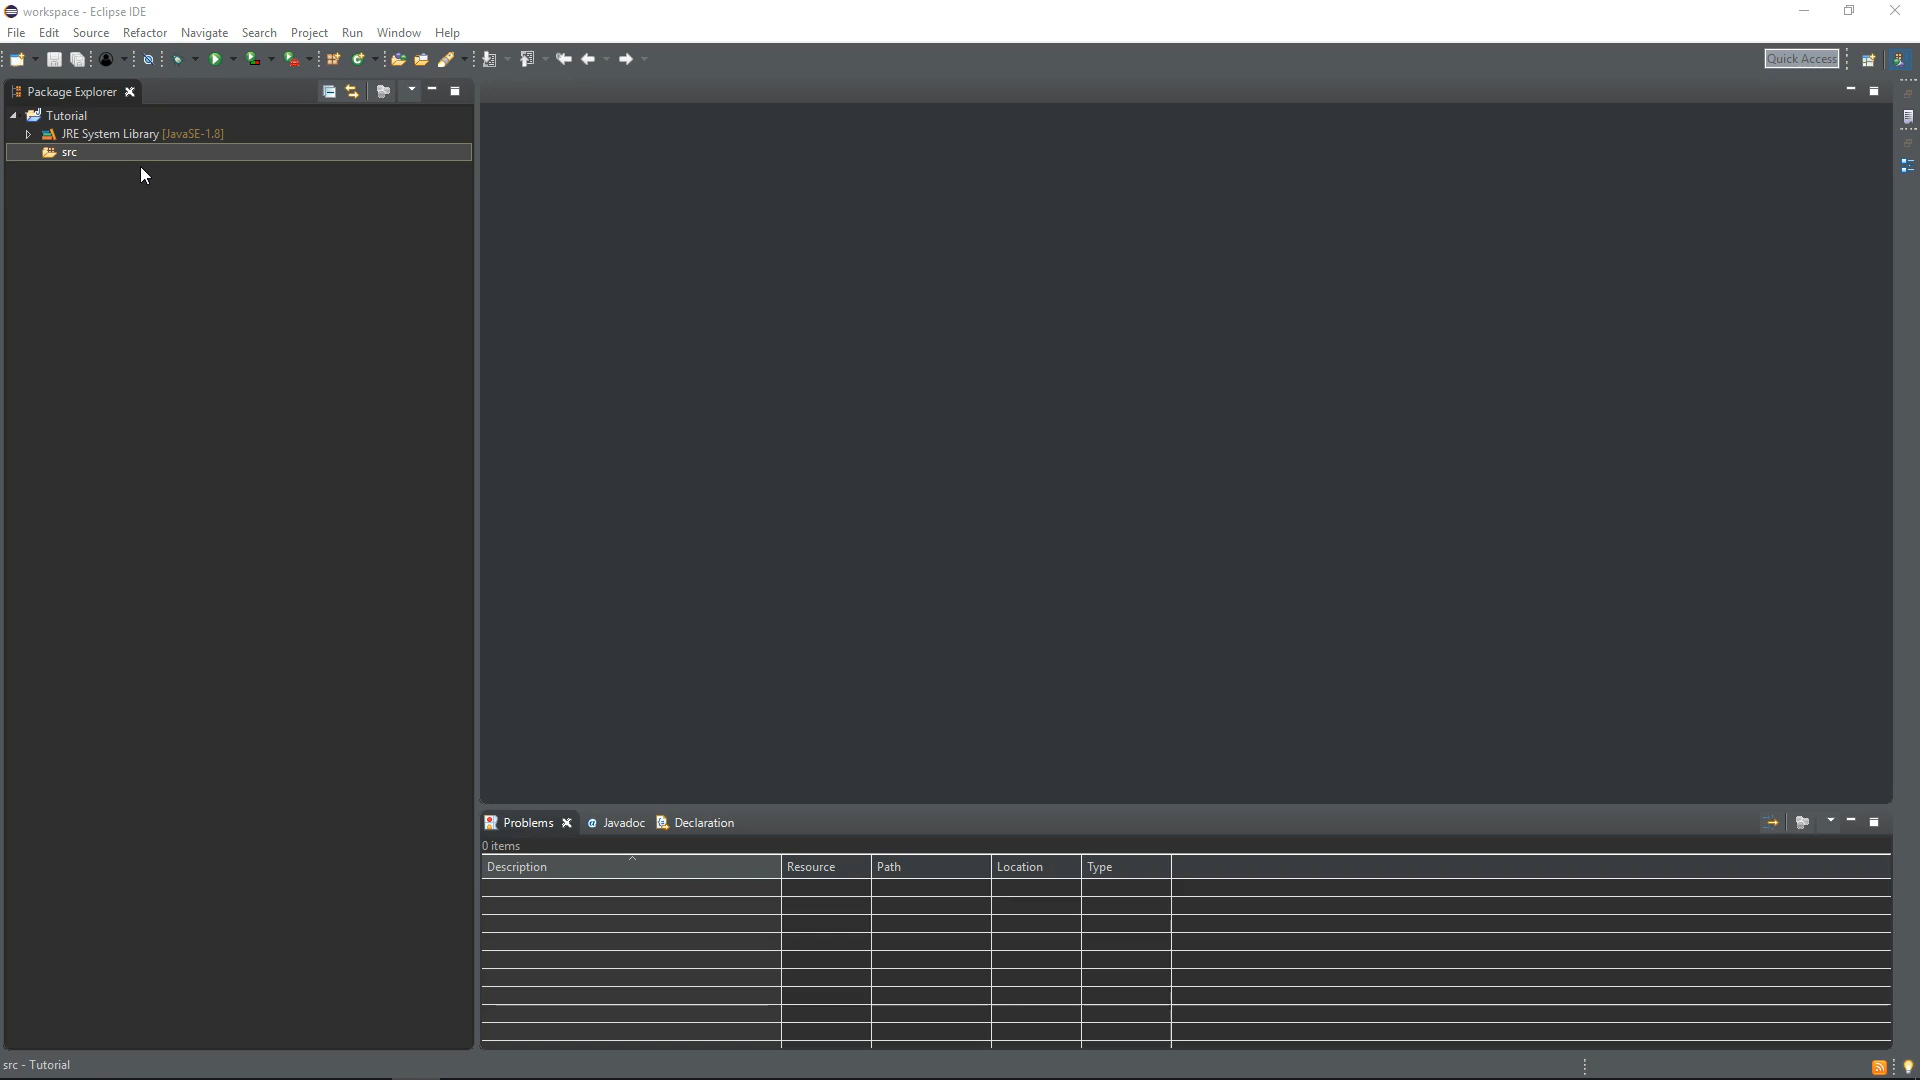 workspace - Eclipse IDE
File Edit Source Refactor Navigate Search Project Run Window Help
Quick Access
Package Explorer
Tutorial
JRE System Library [JavaSE-1.8]
src
Problems @ Javadoc Declaration
0 items
Description Resource Path Location Type
src - Tutorial